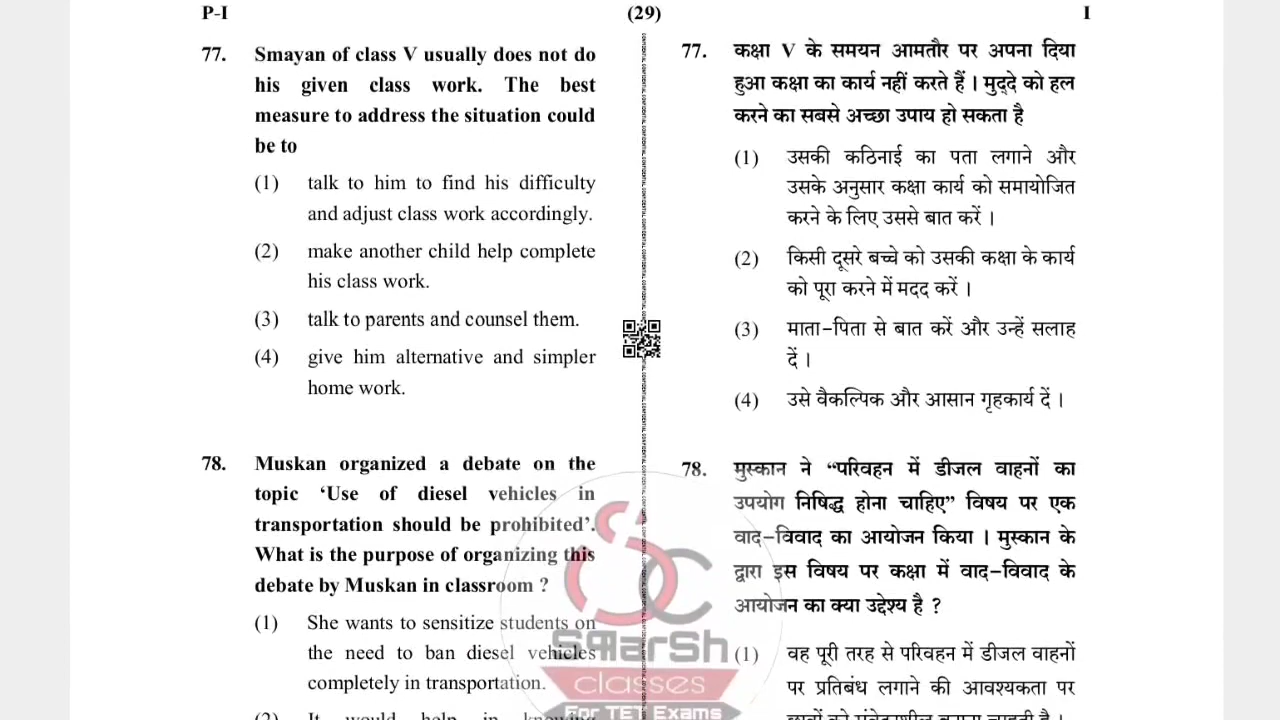 P-I
(29)
I
77. Smayan of class V usually does not do
his given class work. The best
measure to address the situation could
be to
(1) talk to him to find his difficulty
and adjust class work accordingly.
(2) make another child help complete
his class work.
(3) talk to parents and counsel them.
(4) give him alternative and simpler
home work.
78. Muskan organized a debate on the
topic ‘Use of diesel vehicles in
transportation should be prohibited’.
What is the purpose of organizing this
debate by Muskan in classroom ?
(1) She wants to sensitize students on
the need to ban diesel vehicles
completely in transportation.
(2) It would help in knowing
77. कक्षा V के समयन आमतौर पर अपना दिया
हुआ कक्षा का कार्य नहीं करते हैं । मुद्दे को हल
करने का सबसे अच्छा उपाय हो सकता है
(1) उसकी कठिनाई का पता लगाने और
उसके अनुसार कक्षा कार्य को समायोजित
करने के लिए उससे बात करें ।
(2) किसी दूसरे बच्चे को उसकी कक्षा के कार्य
को पूरा करने में मदद करें ।
(3) माता-पिता से बात करें और उन्हें सलाह
दें ।
(4) उसे वैकल्पिक और आसान गृहकार्य दें ।
78. मुस्कान ने “परिवहन में डीजल वाहनों का
उपयोग निषिद्ध होना चाहिए” विषय पर एक
वाद-विवाद का आयोजन किया । मुस्कान के
द्वारा इस विषय पर कक्षा में वाद-विवाद के
आयोजन का क्या उद्देश्य है ?
(1) वह पूरी तरह से परिवहन में डीजल वाहनों
पर प्रतिबंध लगाने की आवश्यकता पर
classes
For TET Exams